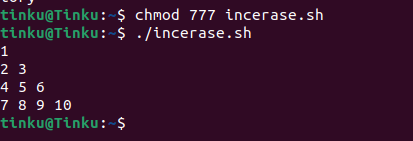 tinku@Tinku:~$ chmod 777 incerase.sh
tinku@Tinku:~$ ./incerase.sh
1
2 3
4 5 6
7 8 9 10
tinku@Tinku:~$